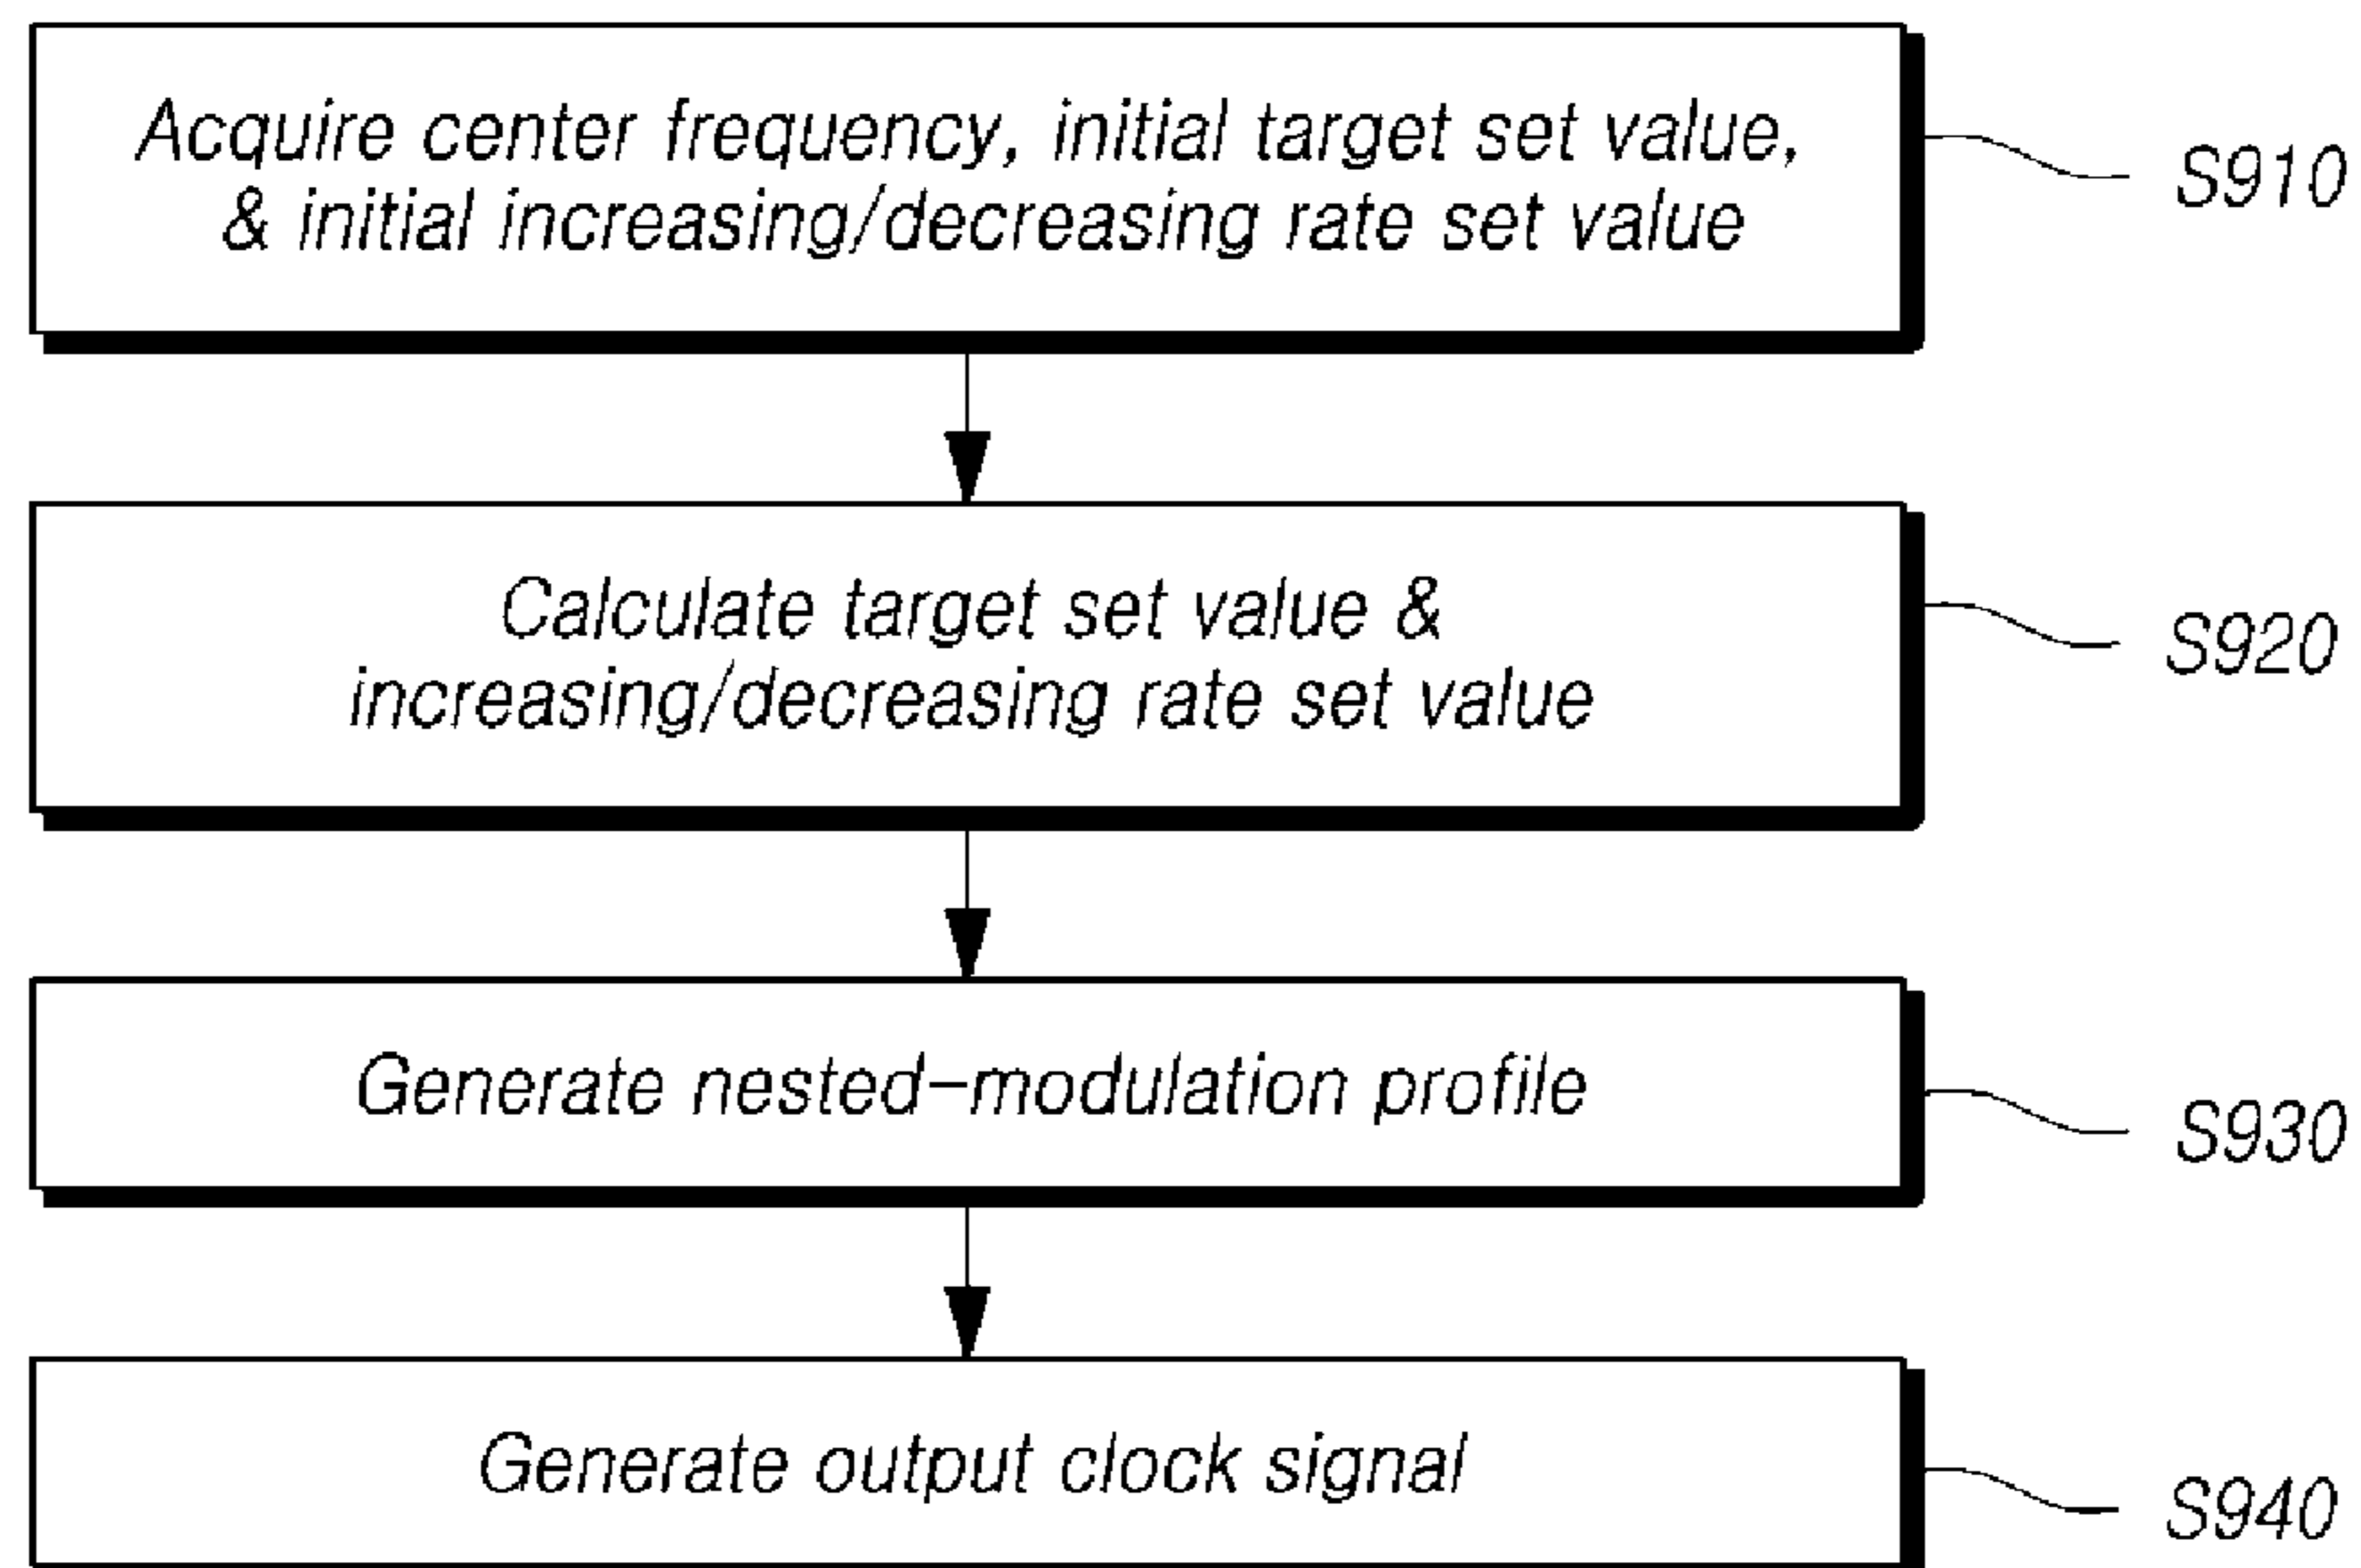 Acquire center frequency, initial target set value,
& initial increasing/decreasing rate set value
S910
Calculate target set value &
increasing/decreasing rate set value
S920
Generate nested-modulation profile
S930
Generate output clock signal
S940